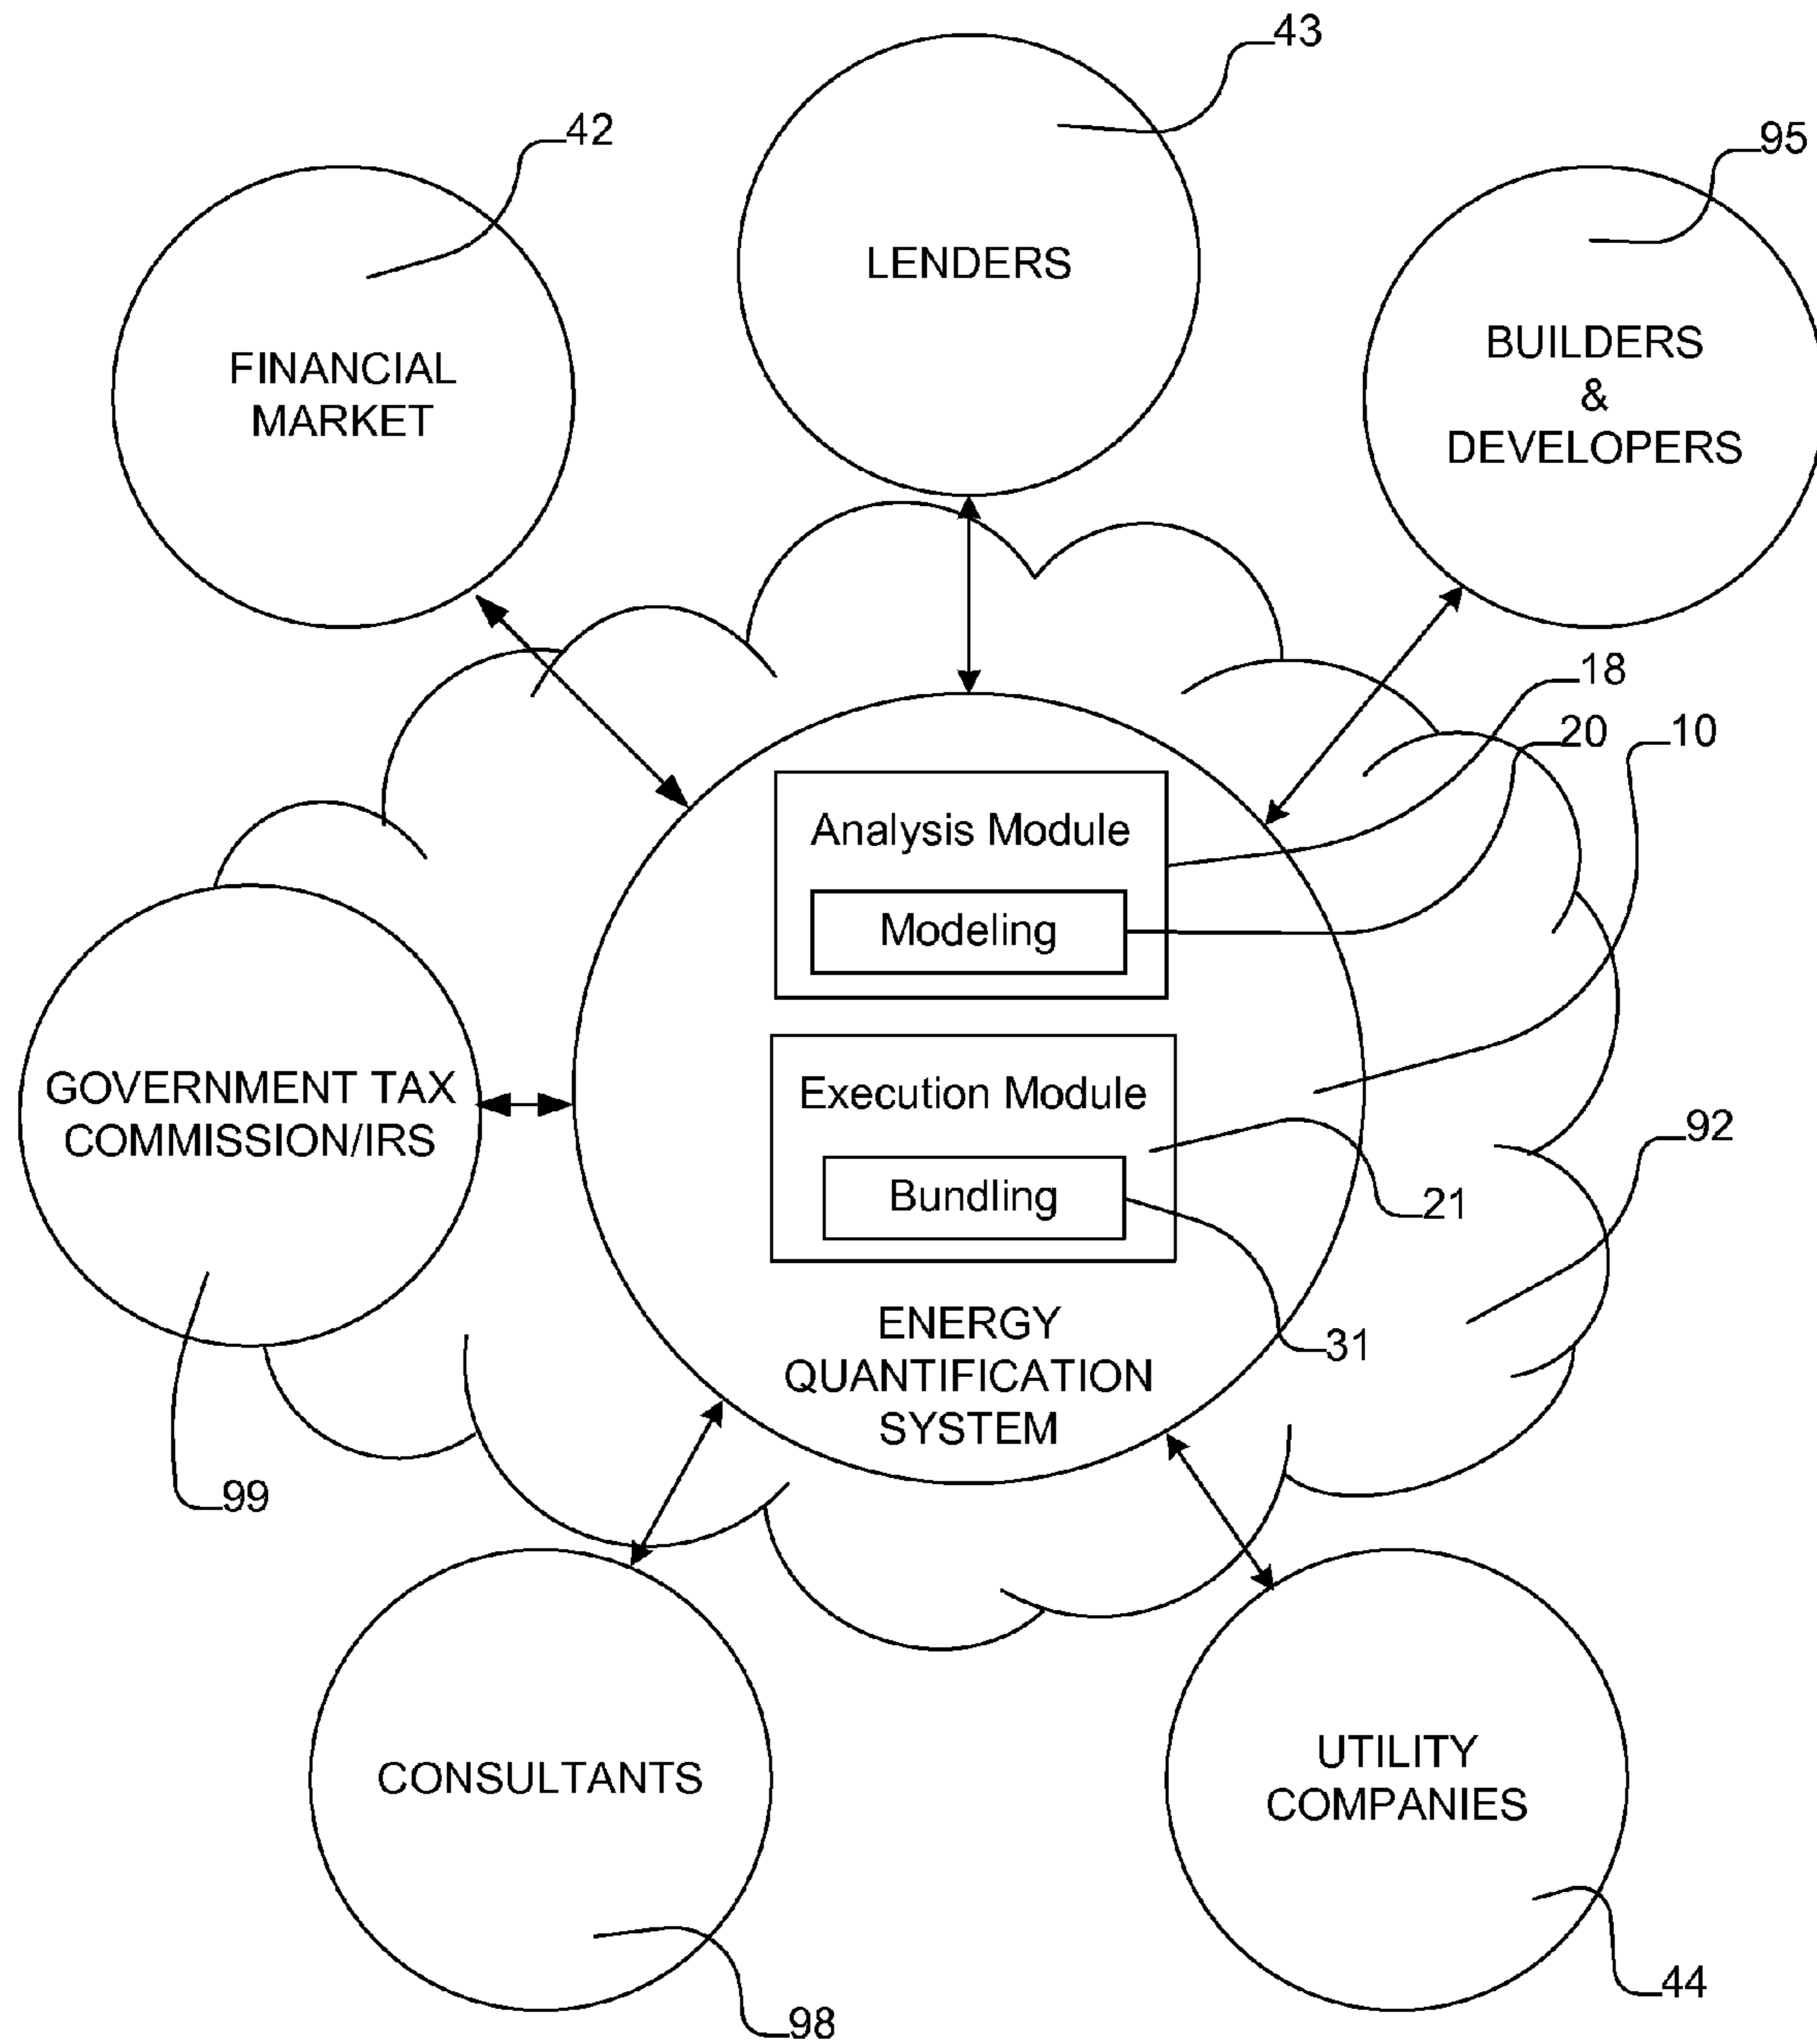 43
42
95
LENDERS
FINANCIAL
MARKET
BUILDERS
&
DEVELOPERS
18
20
10
Analysis Module
Modeling
GOVERNMENT TAX
COMMISSION/IRS
Execution Module
Bundling
92
21
31
ENERGY
QUANTIFICATION
SYSTEM
99
CONSULTANTS
UTILITY
COMPANIES
44
98